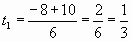 t₁ = (−8+10)/6 = 2/6 = 1/3